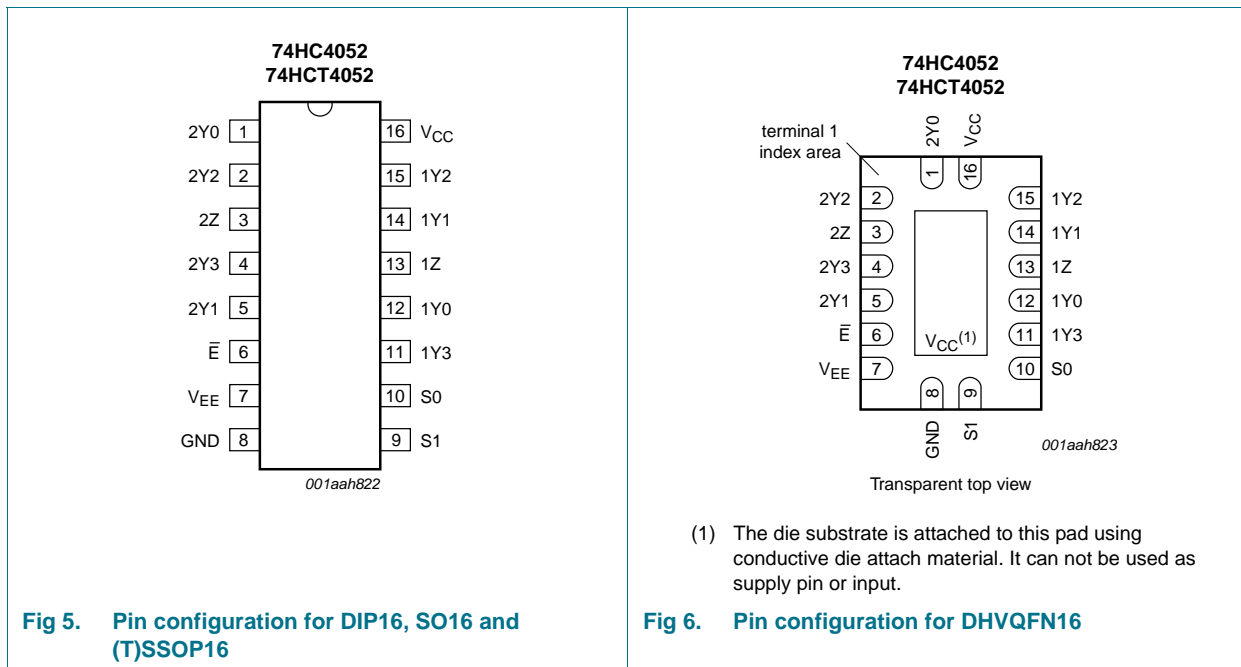 74HC4052
74HCT4052
2Y0 1 16 VCC
2Y2 2 15 1Y2
2Z 3 14 1Y1
2Y3 4 13 1Z
2Y1 5 12 1Y0
E̅ 6 11 1Y3
VEE 7 10 S0
GND 8 9 S1
001aah822
Fig 5. Pin configuration for DIP16, SO16 and
(T)SSOP16
74HC4052
74HCT4052
terminal 1
index area
2Y0 VCC
1 16
2Y2 2 15 1Y2
2Z 3 14 1Y1
2Y3 4 13 1Z
2Y1 5 12 1Y0
E̅ 6 11 1Y3
VCC(1)
VEE 7 10 S0
8 9
GND S1
001aah823
Transparent top view
(1) The die substrate is attached to this pad using
conductive die attach material. It can not be used as
supply pin or input.
Fig 6. Pin configuration for DHVQFN16